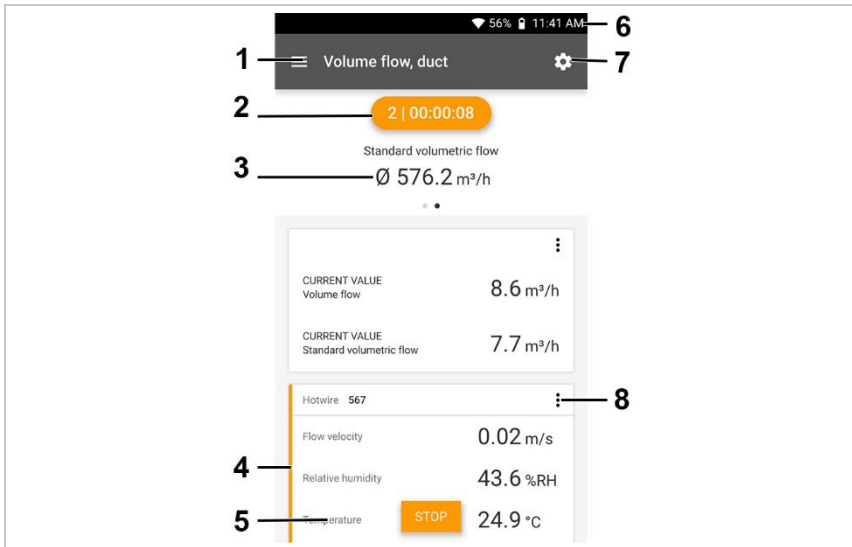 56% 11:41 AM 6
1 Volume flow, duct 7
2 2 | 00:00:08
Standard volumetric flow
3 Ø 576.2 m³/h
CURRENT VALUE
Volume flow 8.6 m³/h
CURRENT VALUE
Standard volumetric flow 7.7 m³/h
Hotwire 567 8
Flow velocity 0.02 m/s
4 Relative humidity 43.6 %RH
5 Temperature STOP 24.9 °C